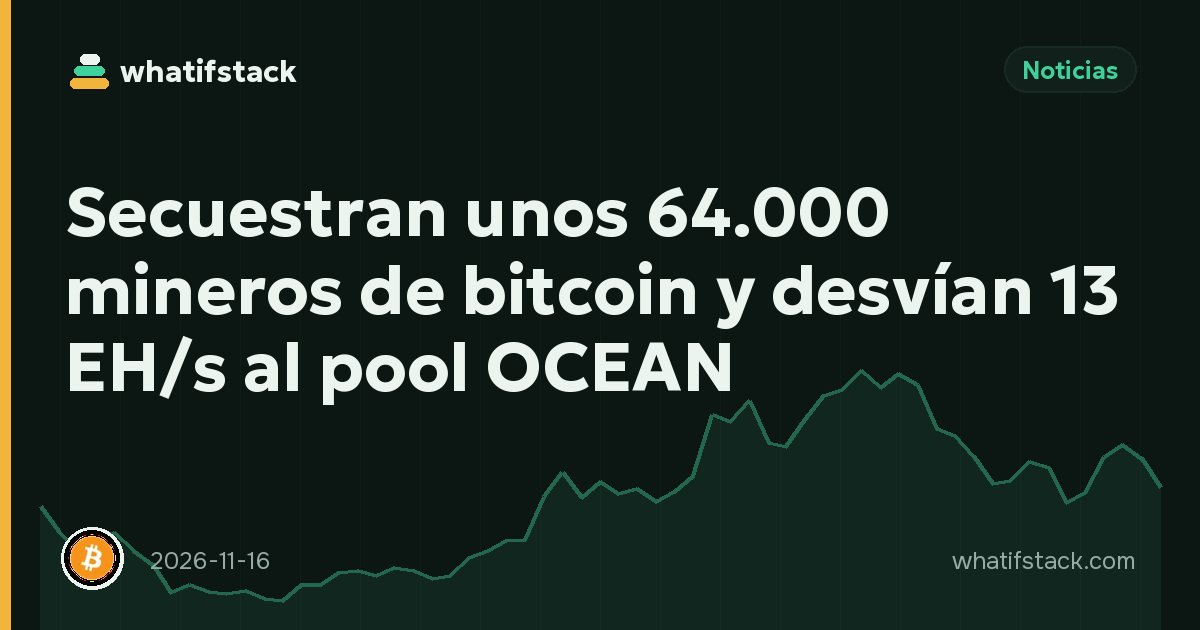 whatifstack
Noticias
Secuestran unos 64.000
mineros de bitcoin y desvían 13
EH/s al pool OCEAN
2026-11-16
whatifstack.com